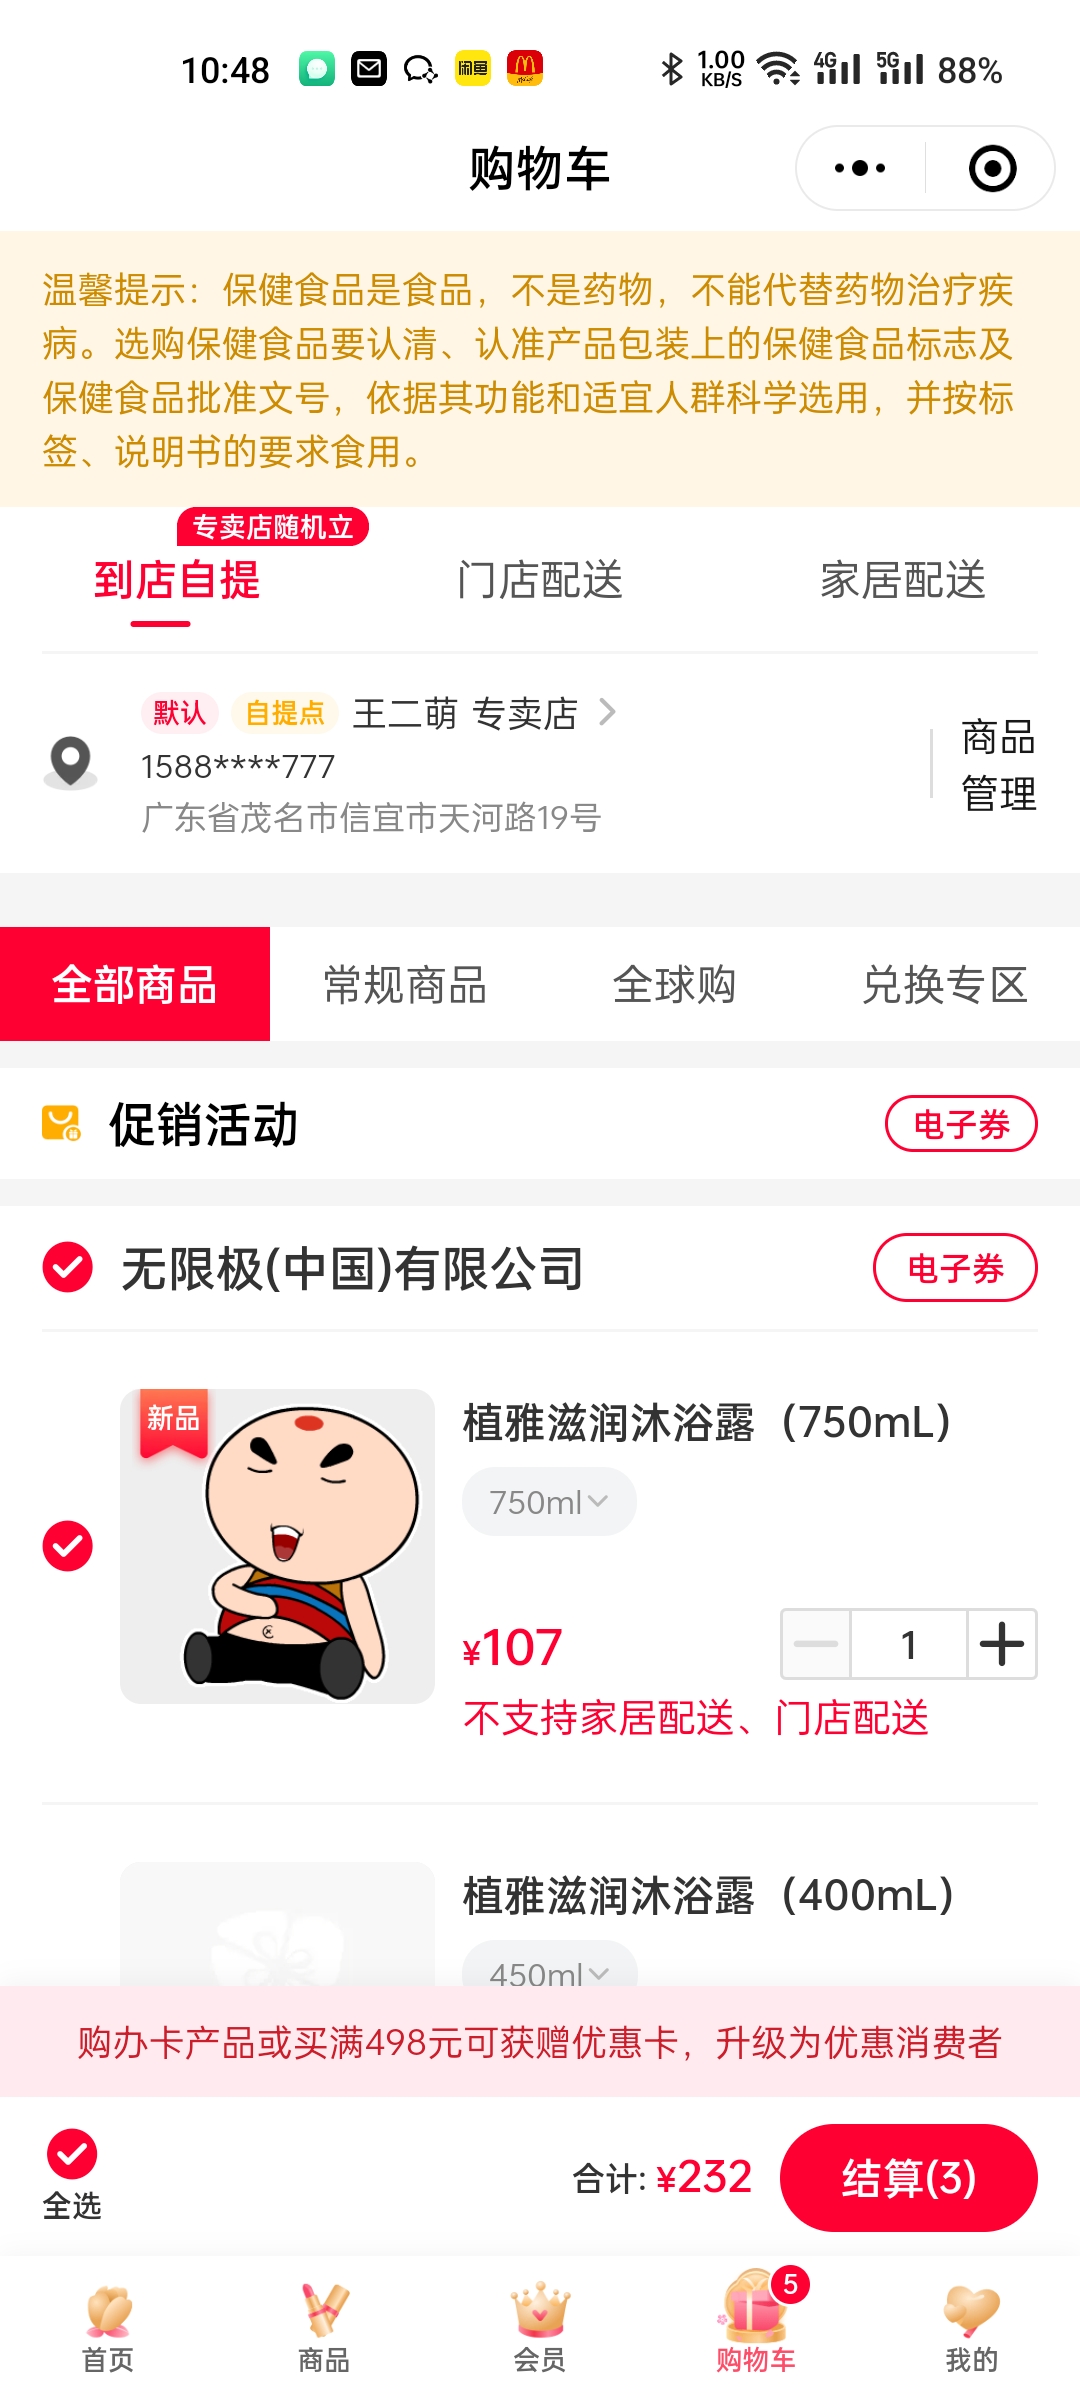 10:48
闲鱼
1.00
KB/S
4G
5G
88%
购物车
温馨提示：保健食品是食品，不是药物，不能代替药物治疗疾
病。选购保健食品要认清、认准产品包装上的保健食品标志及
保健食品批准文号，依据其功能和适宜人群科学选用，并按标
签、说明书的要求食用。
专卖店随机立
到店自提
门店配送
家居配送
默认
自提点
王二萌 专卖店
1588****777
广东省茂名市信宜市天河路19号
商品
管理
全部商品
常规商品
全球购
兑换专区
促销活动
电子券
无限极(中国)有限公司
电子券
新品
植雅滋润沐浴露（750mL）
750ml
¥107
1
不支持家居配送、门店配送
植雅滋润沐浴露（400mL）
450ml
购办卡产品或买满498元可获赠优惠卡，升级为优惠消费者
全选
合计: ¥232
结算(3)
5
首页
商品
会员
购物车
我的